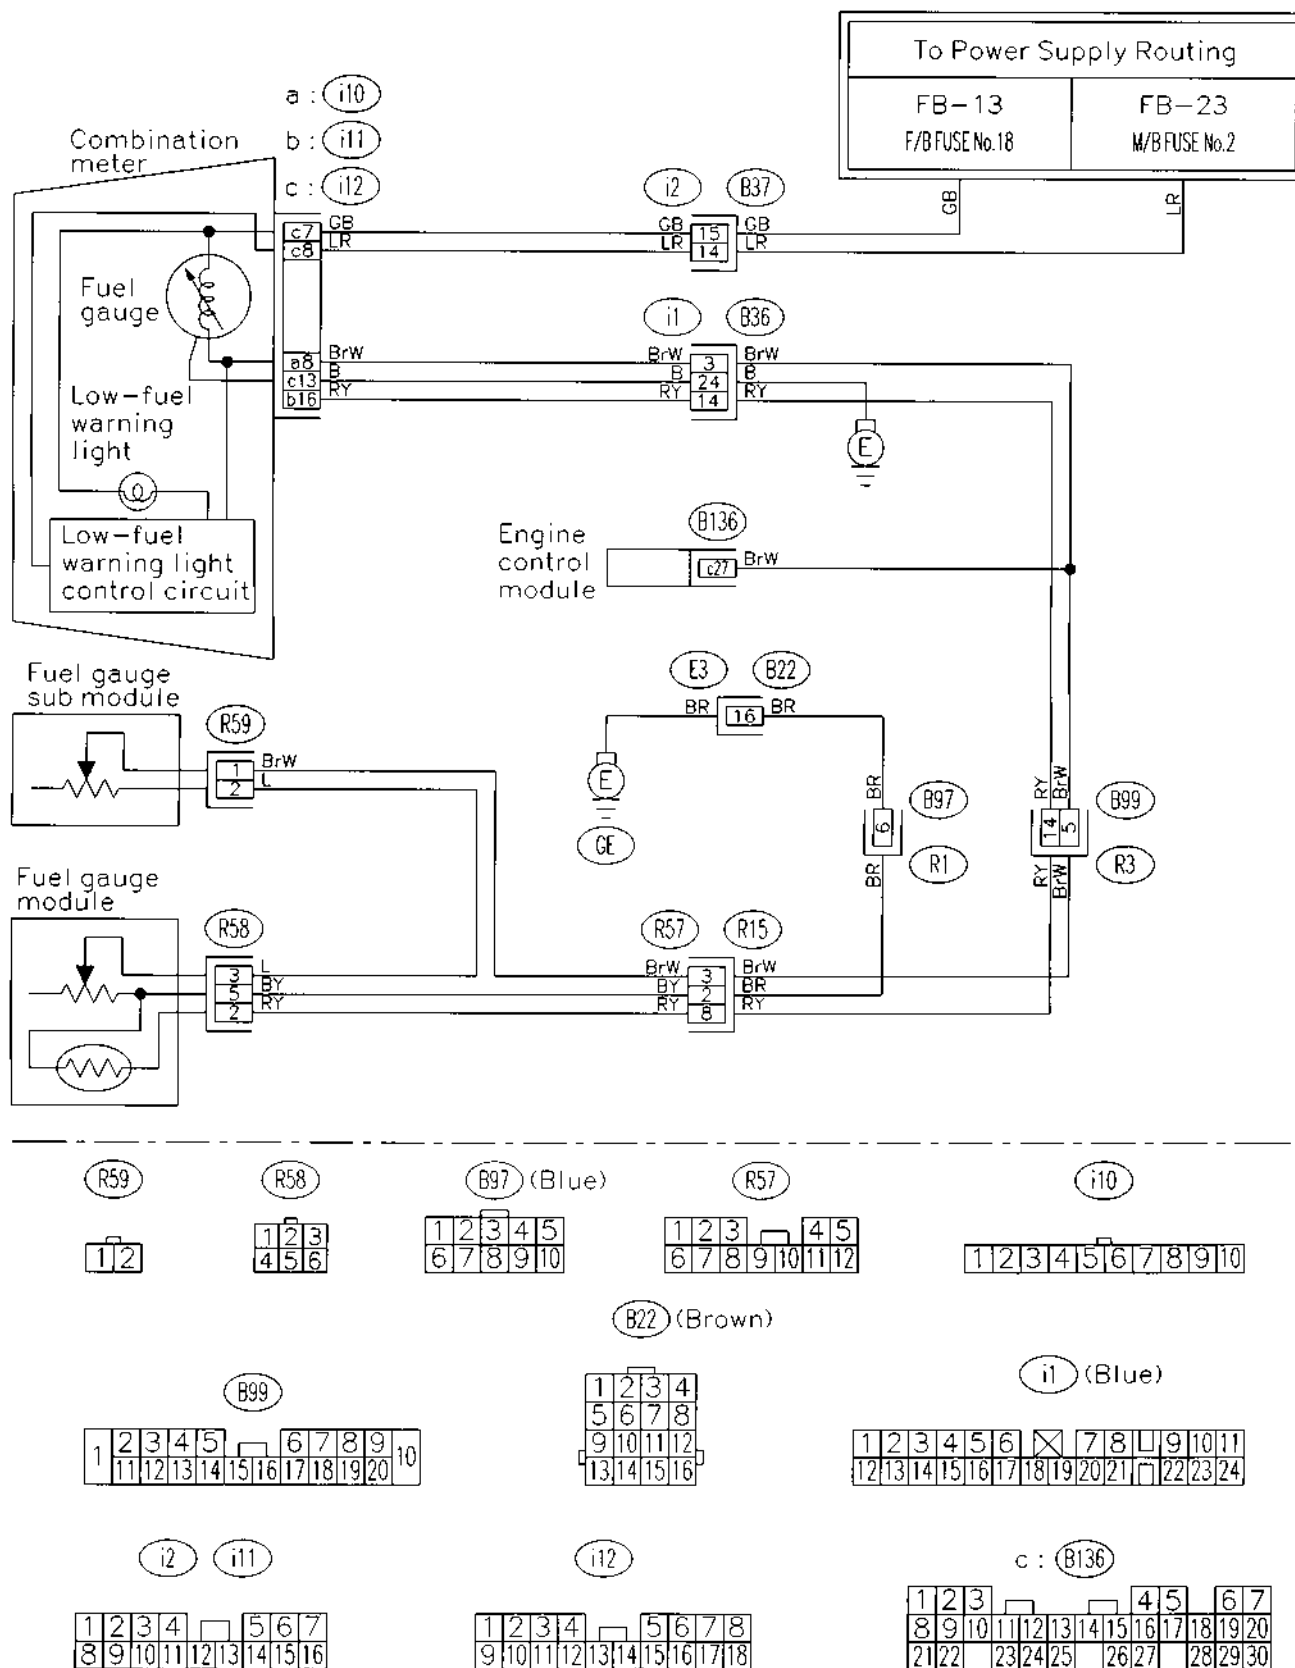 To Power Supply Routing
FB-13
F/B FUSE No.18
FB-23
M/B FUSE No.2
GB
LR
a : i10
b : i11
c : i12
Combination
meter
i2
B37
c7
GB
GB
15
GB
c8
LR
LR
14
LR
Fuel
gauge
i1
B36
a8
BrW
BrW
3
BrW
c13
B
B
24
B
b16
RY
RY
14
RY
E
Low-fuel
warning
light
Low-fuel
warning light
control circuit
Engine
control
module
B136
c27
BrW
Fuel gauge
sub module
R59
1
BrW
2
L
E3
B22
BR
16
BR
E
GE
BR
6
BR
B97
R1
RY
BrW
14
5
RY
BrW
B99
R3
Fuel gauge
module
R58
3
L
5
BY
2
RY
R57
R15
BrW
3
BrW
BY
2
BR
RY
8
RY
R59
1 2
R58
1 2 3
4 5 6
B97 (Blue)
1 2 3 4 5
6 7 8 9 10
R57
1 2 3 4 5
6 7 8 9 10 11 12
i10
1 2 3 4 5 6 7 8 9 10
B99
1 2 3 4 5 6 7 8 9 10
11 12 13 14 15 16 17 18 19 20
B22 (Brown)
1 2 3 4
5 6 7 8
9 10 11 12
13 14 15 16
i1 (Blue)
1 2 3 4 5 6 7 8 9 10 11
12 13 14 15 16 17 18 19 20 21 22 23 24
i2 i11
1 2 3 4 5 6 7
8 9 10 11 12 13 14 15 16
i12
1 2 3 4 5 6 7 8
9 10 11 12 13 14 15 16 17 18
c : B136
1 2 3 4 5 6 7
8 9 10 11 12 13 14 15 16 17 18 19 20
21 22 23 24 25 26 27 28 29 30